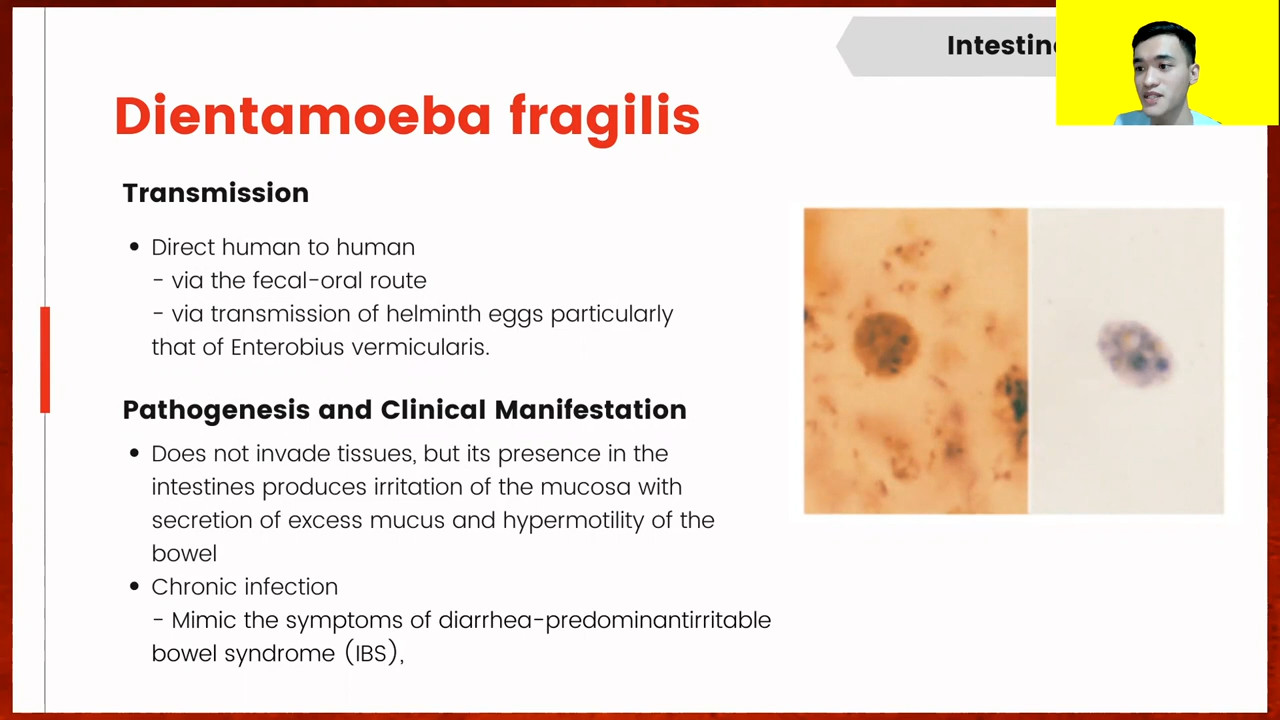 Dientamoeba fragilis
Transmission
• Direct human to human
- via the fecal-oral route
- via transmission of helminth eggs particularly
that of Enterobius vermicularis.
Pathogenesis and Clinical Manifestation
• Does not invade tissues, but its presence in the
intestines produces irritation of the mucosa with
secretion of excess mucus and hypermotility of the
bowel
• Chronic infection
- Mimic the symptoms of diarrhea-predominantirritable
bowel syndrome (IBS),